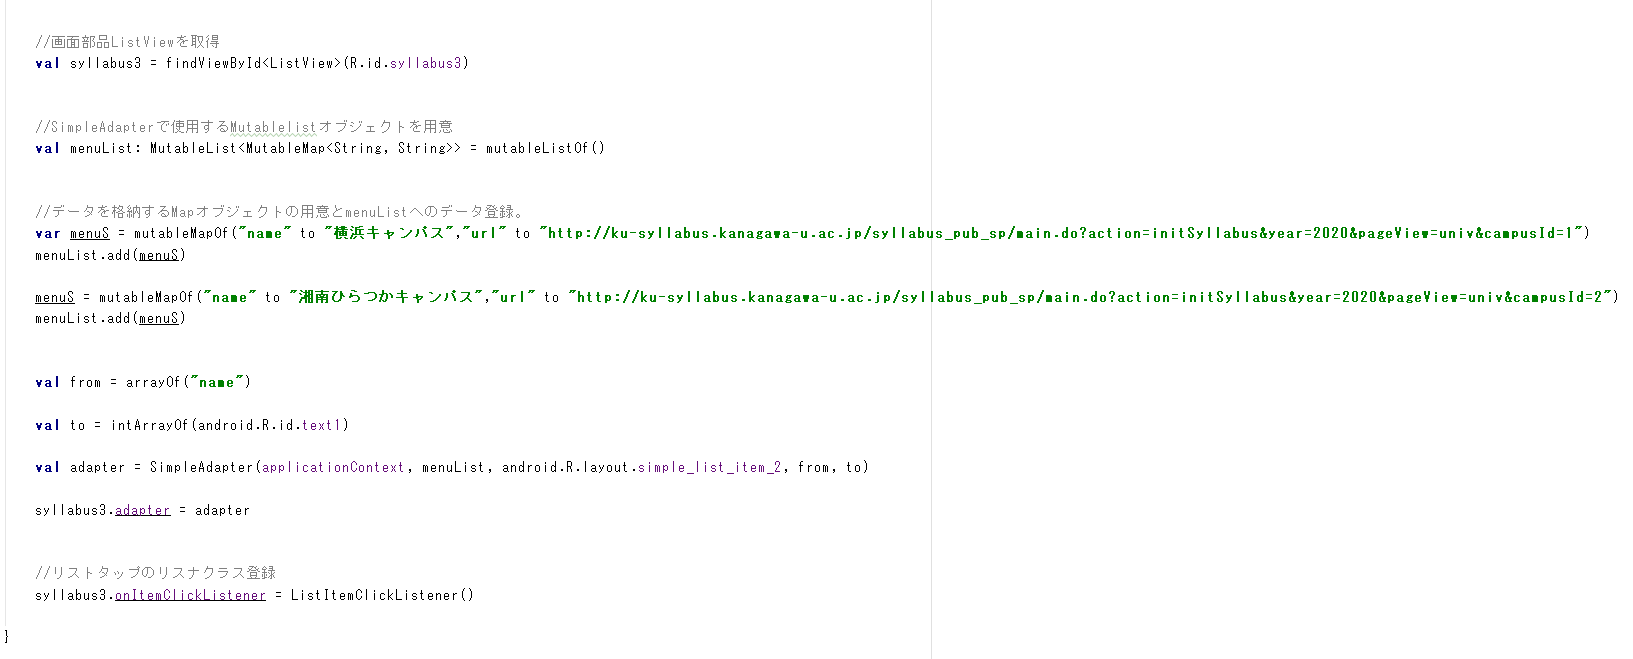 //画面部品ListViewを取得
val syllabus3 = findViewById<ListView>(R.id.syllabus3)
//SimpleAdapterで使用するMutablelistオブジェクトを用意
val menuList: MutableList<MutableMap<String, String>> = mutableListOf()
//データを格納するMapオブジェクトの用意とmenuListへのデータ登録。
var menuS = mutableMapOf("name" to "横浜キャンパス","url" to "http://ku-syllabus.kanagawa-u.ac.jp/syllabus_pub_sp/main.do?action=initSyllabus&year=2020&pageView=univ&campusId=1")
menuList.add(menuS)
menuS = mutableMapOf("name" to "湘南ひらつかキャンパス","url" to "http://ku-syllabus.kanagawa-u.ac.jp/syllabus_pub_sp/main.do?action=initSyllabus&year=2020&pageView=univ&campusId=2")
menuList.add(menuS)
val from = arrayOf("name")
val to = intArrayOf(android.R.id.text1)
val adapter = SimpleAdapter(applicationContext, menuList, android.R.layout.simple_list_item_2, from, to)
syllabus3.adapter = adapter
//リストタップのリスナクラス登録
syllabus3.onItemClickListener = ListItemClickListener()
}